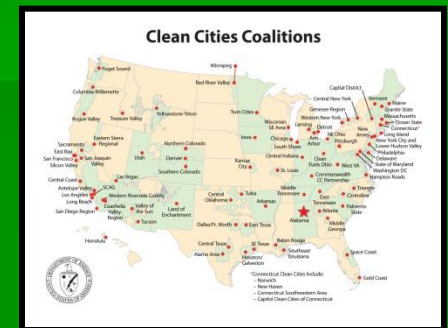 Clean Cities Coalitions
Winnipeg
Puget Sound
Red River Valley
Columbia-Willamette
Rogue Valley
Treasure Valley
Yellowstone-Teton
Twin Cities
Wisconsin
SE Area
Lansing
Detroit
Ann
Arbor
Capital District
Central New York
Genesee Region
Western New York
Vermont
Maine
Granite State
Massachusetts
Ocean State
Connecticut*
Long Island
New York City and
Lower Hudson Valley
New
Jersey
Philadelphia
Delaware
State of Maryland
Washington DC
Hampton Roads
NE Ohio
Pittsburgh
Iowa
Chicago
South Shore
Central Indiana
Clean
Fuels Ohio
West VA
Commonwealth
CC Partnership
Sacramento
East Bay
San Francisco
Silicon Valley
San Joaquin
Valley
Eastern Sierra
Regional
Utah
Northern Colorado
Denver
Southern Colorado
Kansas
City
St. Louis
Central Coast
Antelope Valley
Los Angeles
Long Beach
San Diego Region
SCAG
Las Vegas
Western Riverside County
Coachella
Valley
Region
Valley of
the Sun
Tucson
Land of
Enchantment
Central
Oklahoma
Tulsa
Arkansas
Middle
Tennessee
East
Tennessee
Triangle
Centralina
Palmetto
State
Atlanta
Middle
Georgia
Alabama
Dallas/Ft. Worth
East Texas
Central Texas
Alamo Area
Houston/
Galveston
SE Texas
Baton Rouge
Southeast
Louisiana
Space Coast
Gold Coast
Honolulu
*Connecticut Clean Cities Include:
- Norwich
- New Haven
- Connecticut Southwestern Area
- Capitol Clean Cities of Connecticut